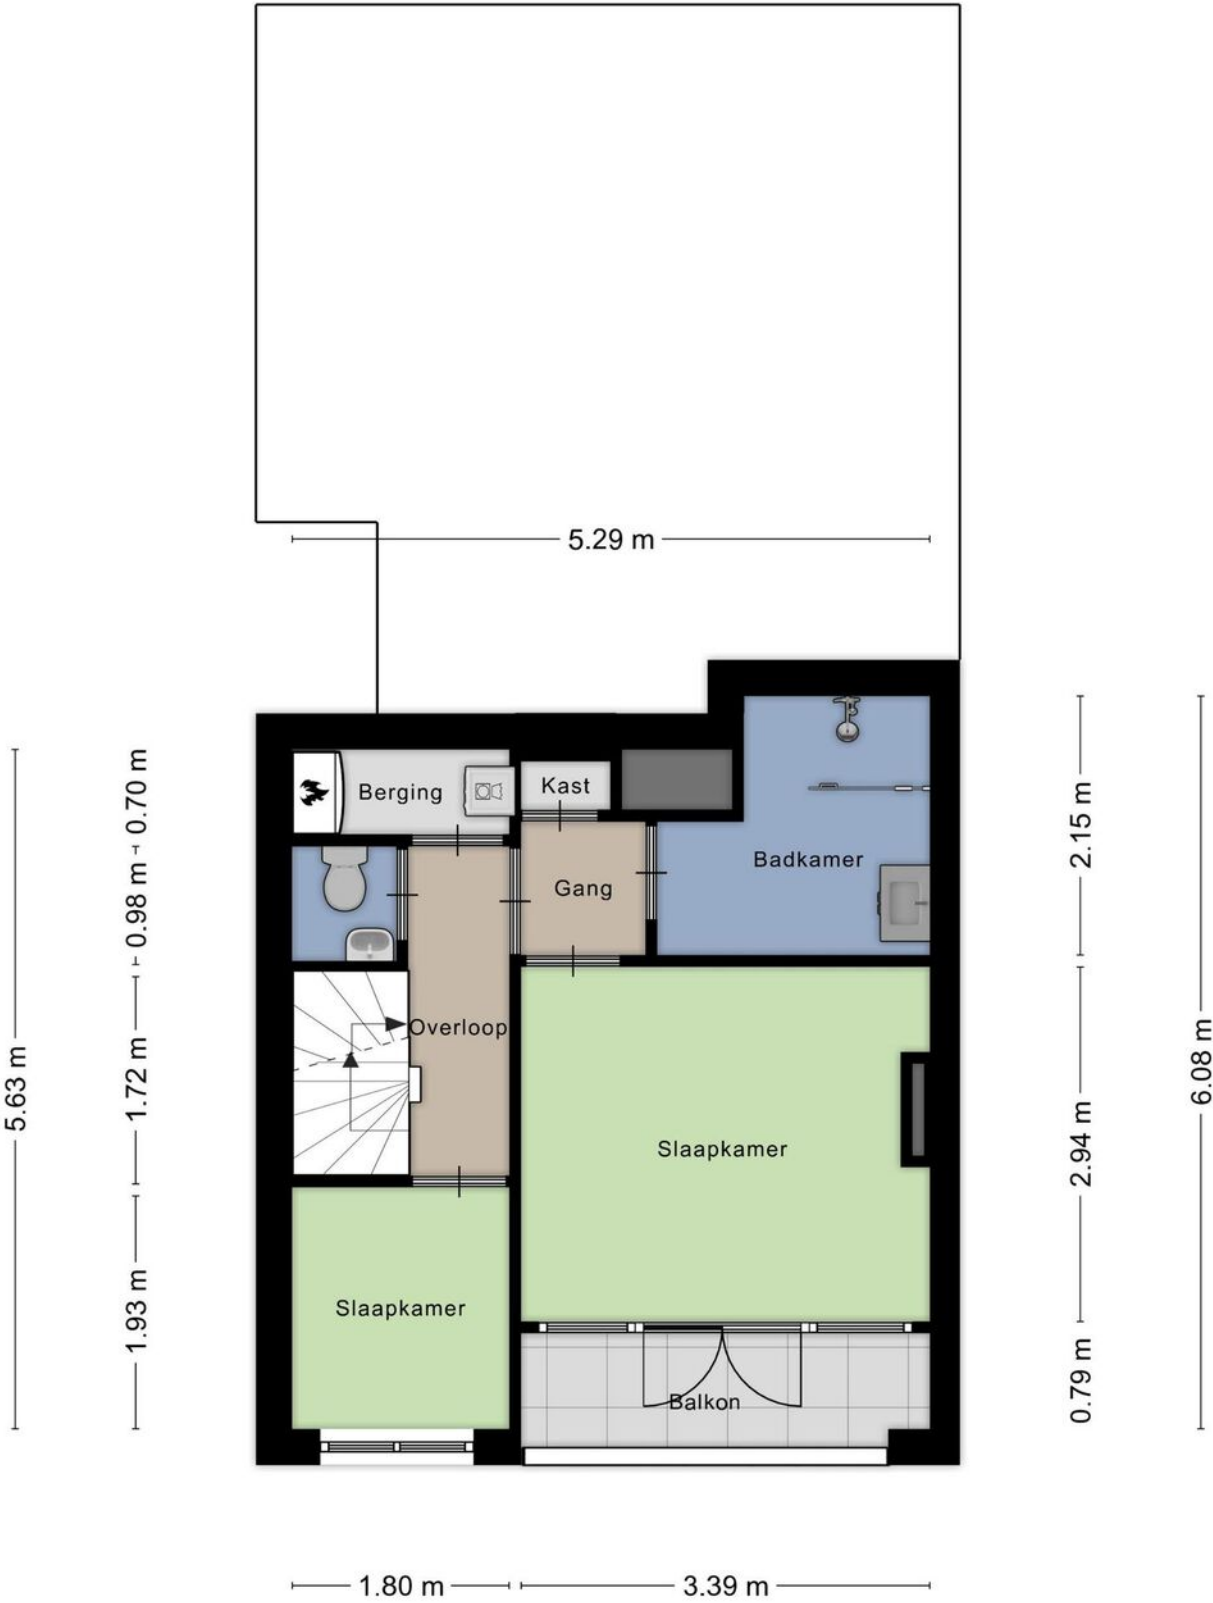 5.29 m
Berging
Kast
Badkamer
Gang
Overloop
Slaapkamer
Slaapkamer
Balkon
5.63 m
0.70 m
0.98 m
1.72 m
1.93 m
2.15 m
2.94 m
0.79 m
6.08 m
1.80 m
3.39 m